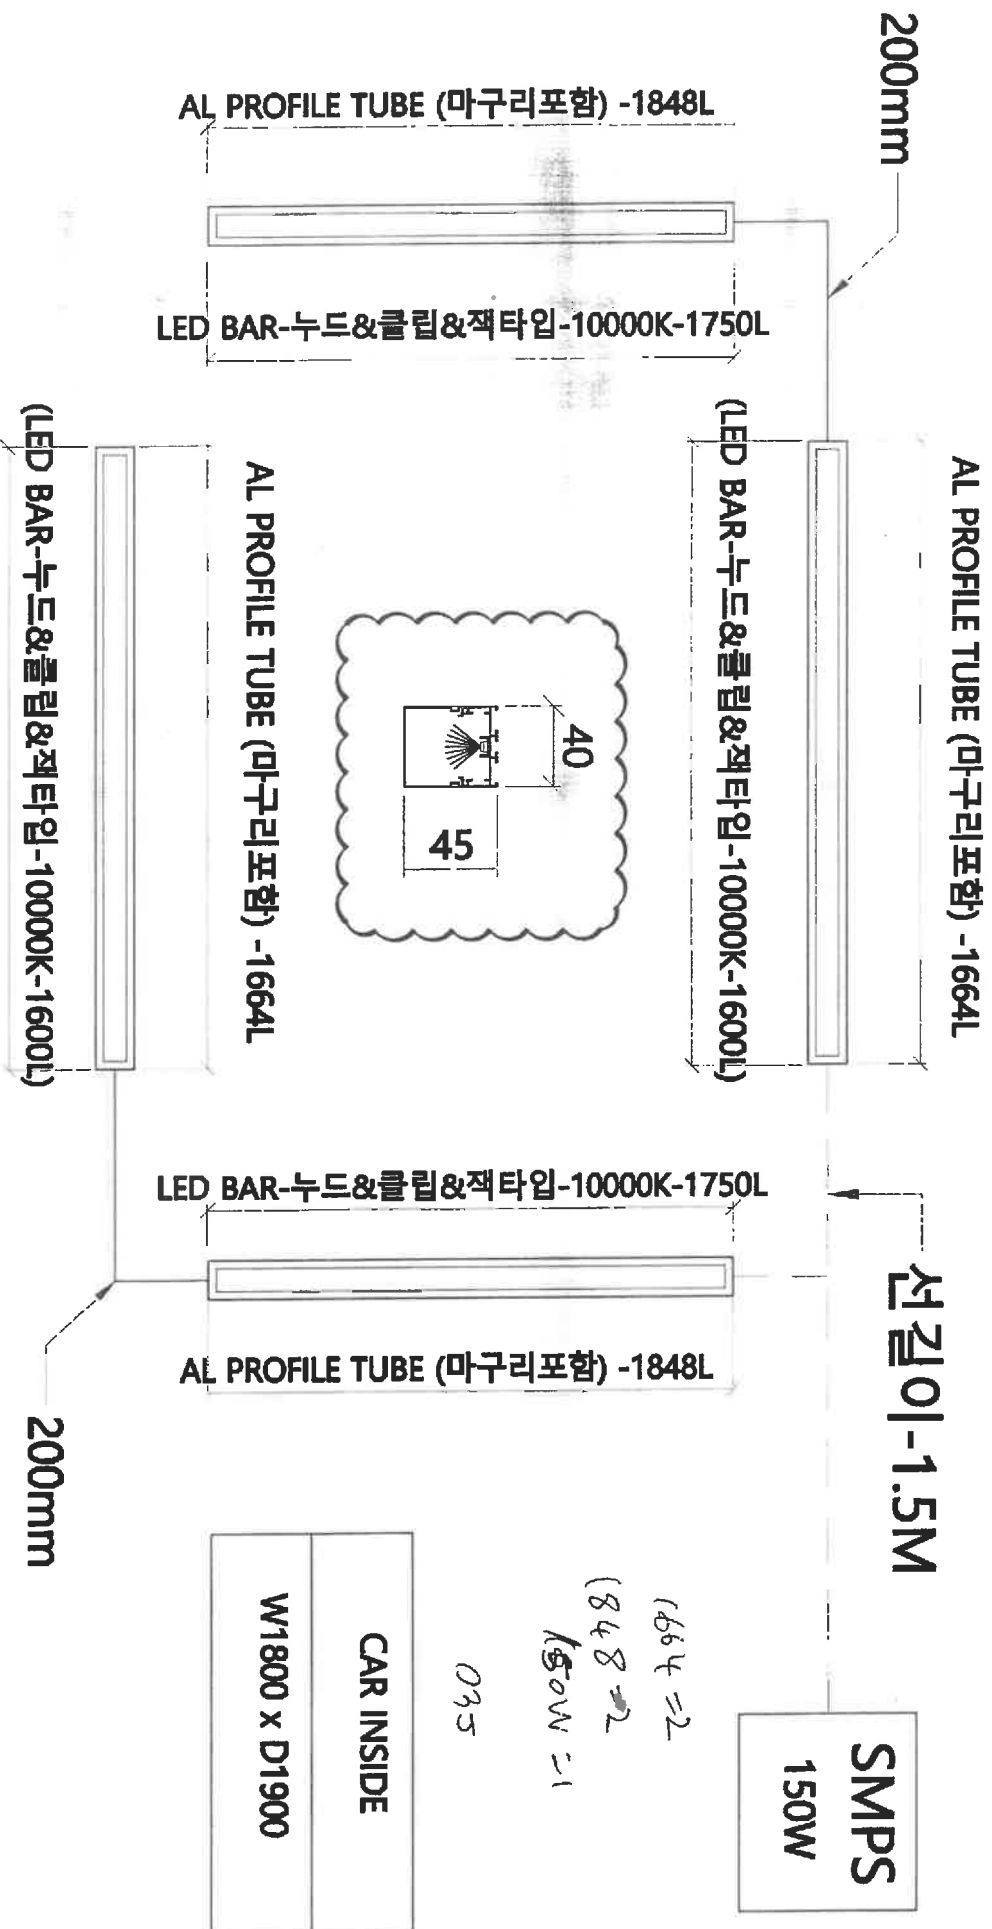 200mm
AL PROFILE TUBE (마구리포함) -1848L
LED BAR-누드&클립&잭타입-10000K-1750L
AL PROFILE TUBE (마구리포함) -1664L
(LED BAR-누드&클립&잭타입-10000K-1600L)
40
45
AL PROFILE TUBE (마구리포함) -1664L
(LED BAR-누드&클립&잭타입-10000K-1600L)
LED BAR-누드&클립&잭타입-10000K-1750L
AL PROFILE TUBE (마구리포함) -1848L
선길이-1.5M
200mm
SMPS
150W
1664 =2
1848 =2
150W =1
035
CAR INSIDE
W1800 x D1900